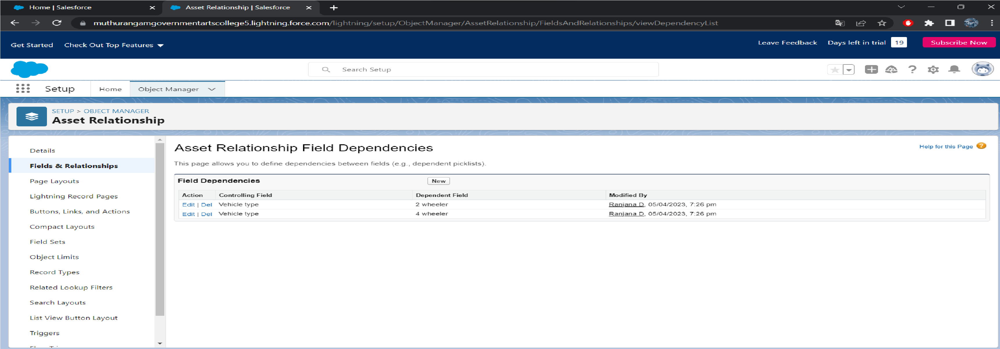 Home | Salesforce
Asset Relationship | Salesforce
muthurangamgovernmentartscollege5.lightning.force.com/lightning/setup/ObjectManager/AssetRelationship/FieldsAndRelationships/viewDependencyList
Get Started Check Out Top Features
Leave Feedback Days left in trial 19 Subscribe Now
Search Setup
Setup Home Object Manager
SETUP > OBJECT MANAGER
Asset Relationship
Details
Fields & Relationships
Page Layouts
Lightning Record Pages
Buttons, Links, and Actions
Compact Layouts
Field Sets
Object Limits
Record Types
Related Lookup Filters
Search Layouts
List View Button Layout
Triggers
Asset Relationship Field Dependencies
Help for this Page ?
This page allows you to define dependencies between fields (e.g., dependent picklists).
Field Dependencies New
Action Controlling Field Dependent Field Modified By
Edit | Del Vehicle type 2 wheeler Ranjana D, 05/04/2023, 7:26 pm
Edit | Del Vehicle type 4 wheeler Ranjana D, 05/04/2023, 7:26 pm